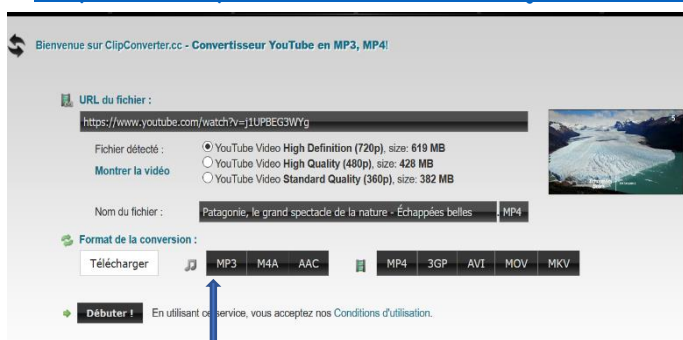 Bienvenue sur ClipConverter.cc - Convertisseur YouTube en MP3, MP4!
URL du fichier :
https://www.youtube.com/watch?v=j1UPBEG3WYg
Fichier détecté :
YouTube Video High Definition (720p), size: 619 MB
Montrer la vidéo
YouTube Video High Quality (480p), size: 428 MB
YouTube Video Standard Quality (360p), size: 382 MB
Nom du fichier :
Patagonie, le grand spectacle de la nature - Échappées belles . MP4
Format de la conversion :
Télécharger MP3 M4A AAC MP4 3GP AVI MOV MKV
Débuter ! En utilisant ce service, vous acceptez nos Conditions d'utilisation.